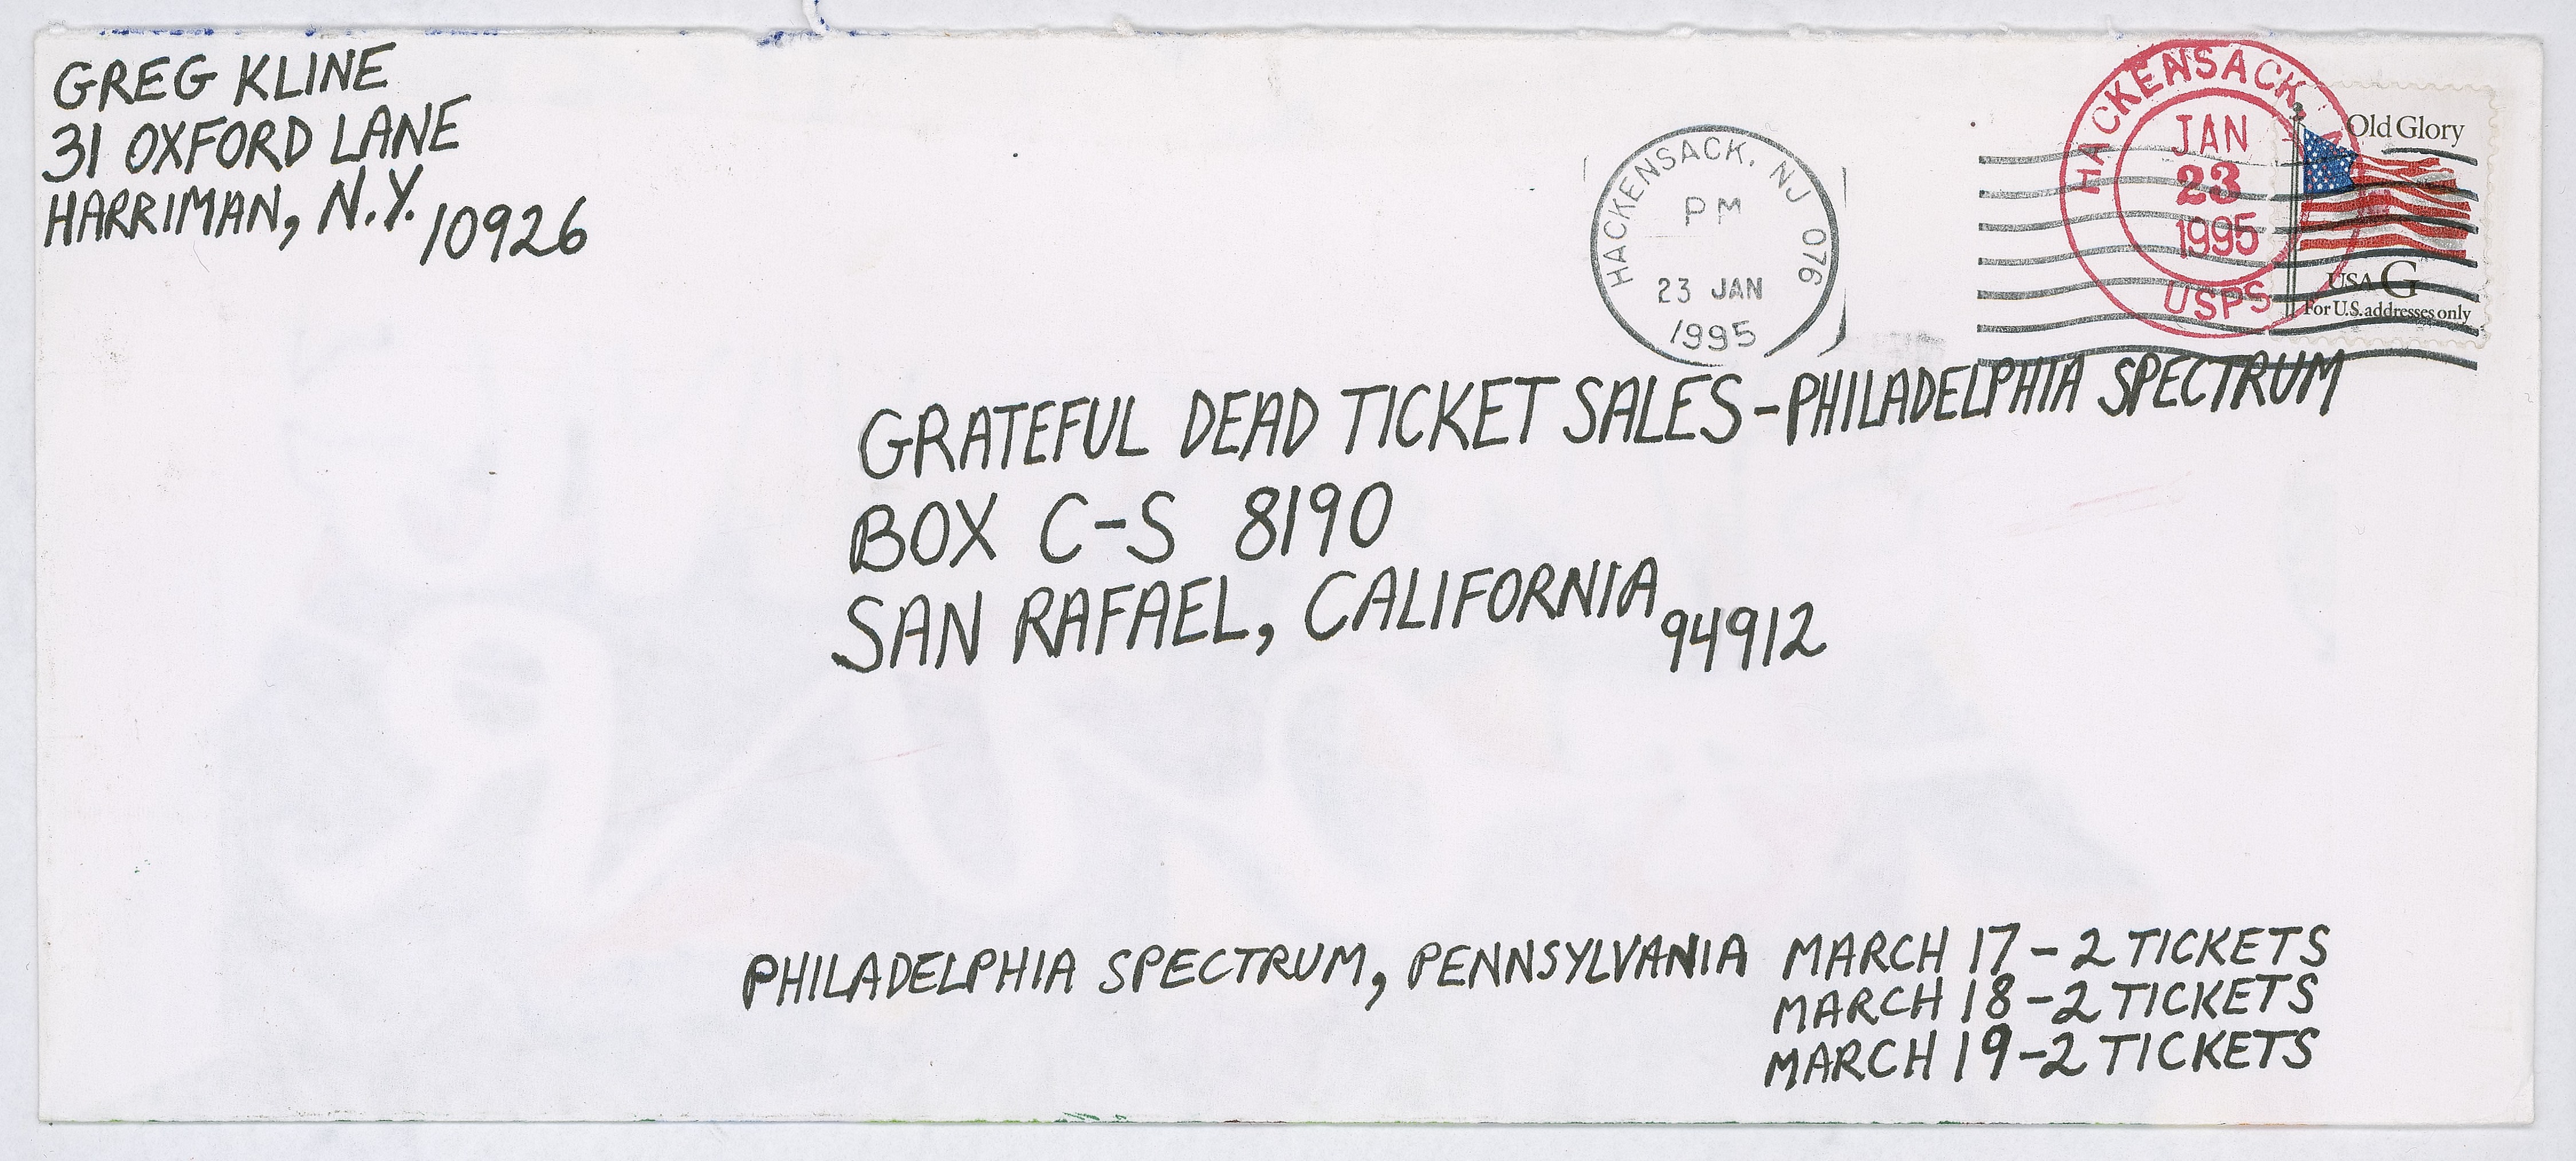 GREG KLINE
31 OXFORD LANE
HARRIMAN, N.Y. 10926
HACKENSACK, NJ 076
PM
23 JAN
1995
HACKENSACK
JAN
23
1995
USPS
Old Glory
USA G
For U.S. addresses only
GRATEFUL DEAD TICKET SALES-PHILADELPHIA SPECTRUM
BOX C-S 8190
SAN RAFAEL, CALIFORNIA 94912
PHILADELPHIA SPECTRUM, PENNSYLVANIA MARCH 17-2 TICKETS
MARCH 18-2 TICKETS
MARCH 19-2 TICKETS